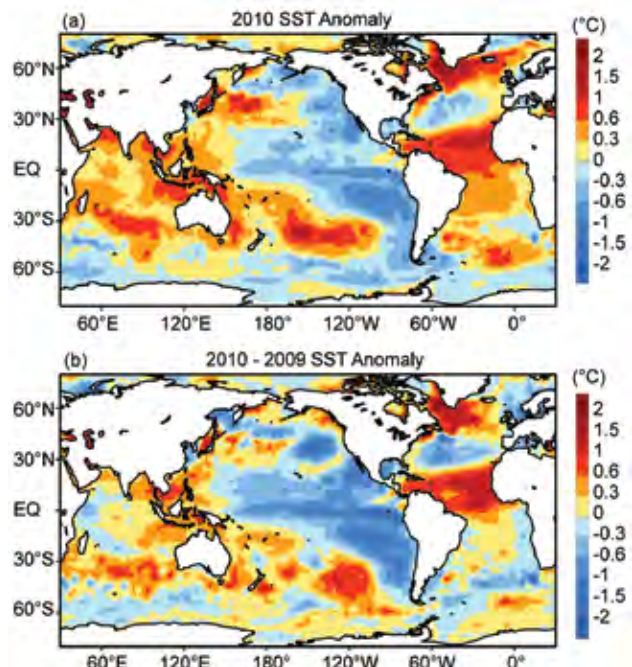 (a) 2010 SST Anomaly (°C)
60°N
30°N
EQ
30°S
60°S
60°E 120°E 180° 120°W 60°W 0°
2
1.5
1
0.6
0.3
0
-0.3
-0.6
-1
-1.5
-2
(b) 2010 - 2009 SST Anomaly (°C)
60°N
30°N
EQ
30°S
60°S
60°E 120°E 180° 120°W 60°W 0°
2
1.5
1
0.6
0.3
0
-0.3
-0.6
-1
-1.5
-2